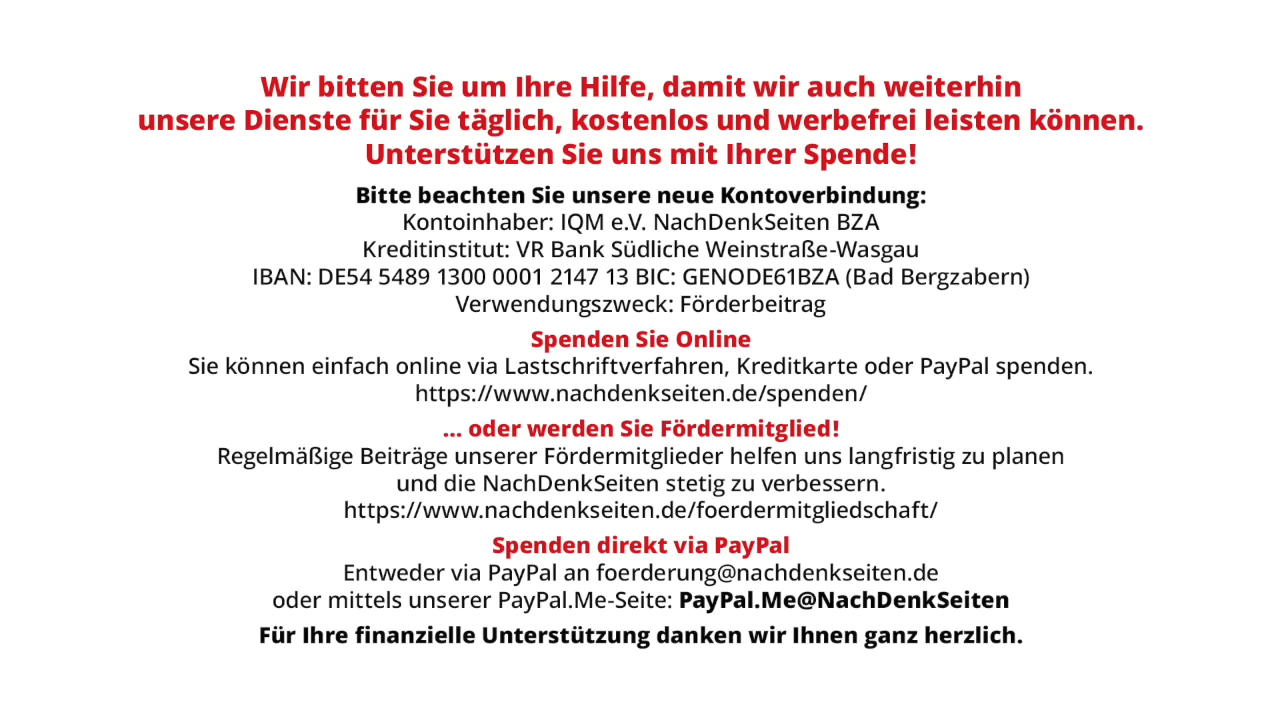 Wir bitten Sie um Ihre Hilfe, damit wir auch weiterhin
unsere Dienste für Sie täglich, kostenlos und werbefrei leisten können.
Unterstützen Sie uns mit Ihrer Spende!
Bitte beachten Sie unsere neue Kontoverbindung:
Kontoinhaber: IQM e.V. NachDenkSeiten BZA
Kreditinstitut: VR Bank Südliche Weinstraße-Wasgau
IBAN: DE54 5489 1300 0001 2147 13 BIC: GENODE61BZA (Bad Bergzabern)
Verwendungszweck: Förderbeitrag
Spenden Sie Online
Sie können einfach online via Lastschriftverfahren, Kreditkarte oder PayPal spenden.
https://www.nachdenkseiten.de/spenden/
... oder werden Sie Fördermitglied!
Regelmäßige Beiträge unserer Fördermitglieder helfen uns langfristig zu planen
und die NachDenkSeiten stetig zu verbessern.
https://www.nachdenkseiten.de/foerdermitgliedschaft/
Spenden direkt via PayPal
Entweder via PayPal an foerderung@nachdenkseiten.de
oder mittels unserer PayPal.Me-Seite: PayPal.Me@NachDenkSeiten
Für Ihre finanzielle Unterstützung danken wir Ihnen ganz herzlich.